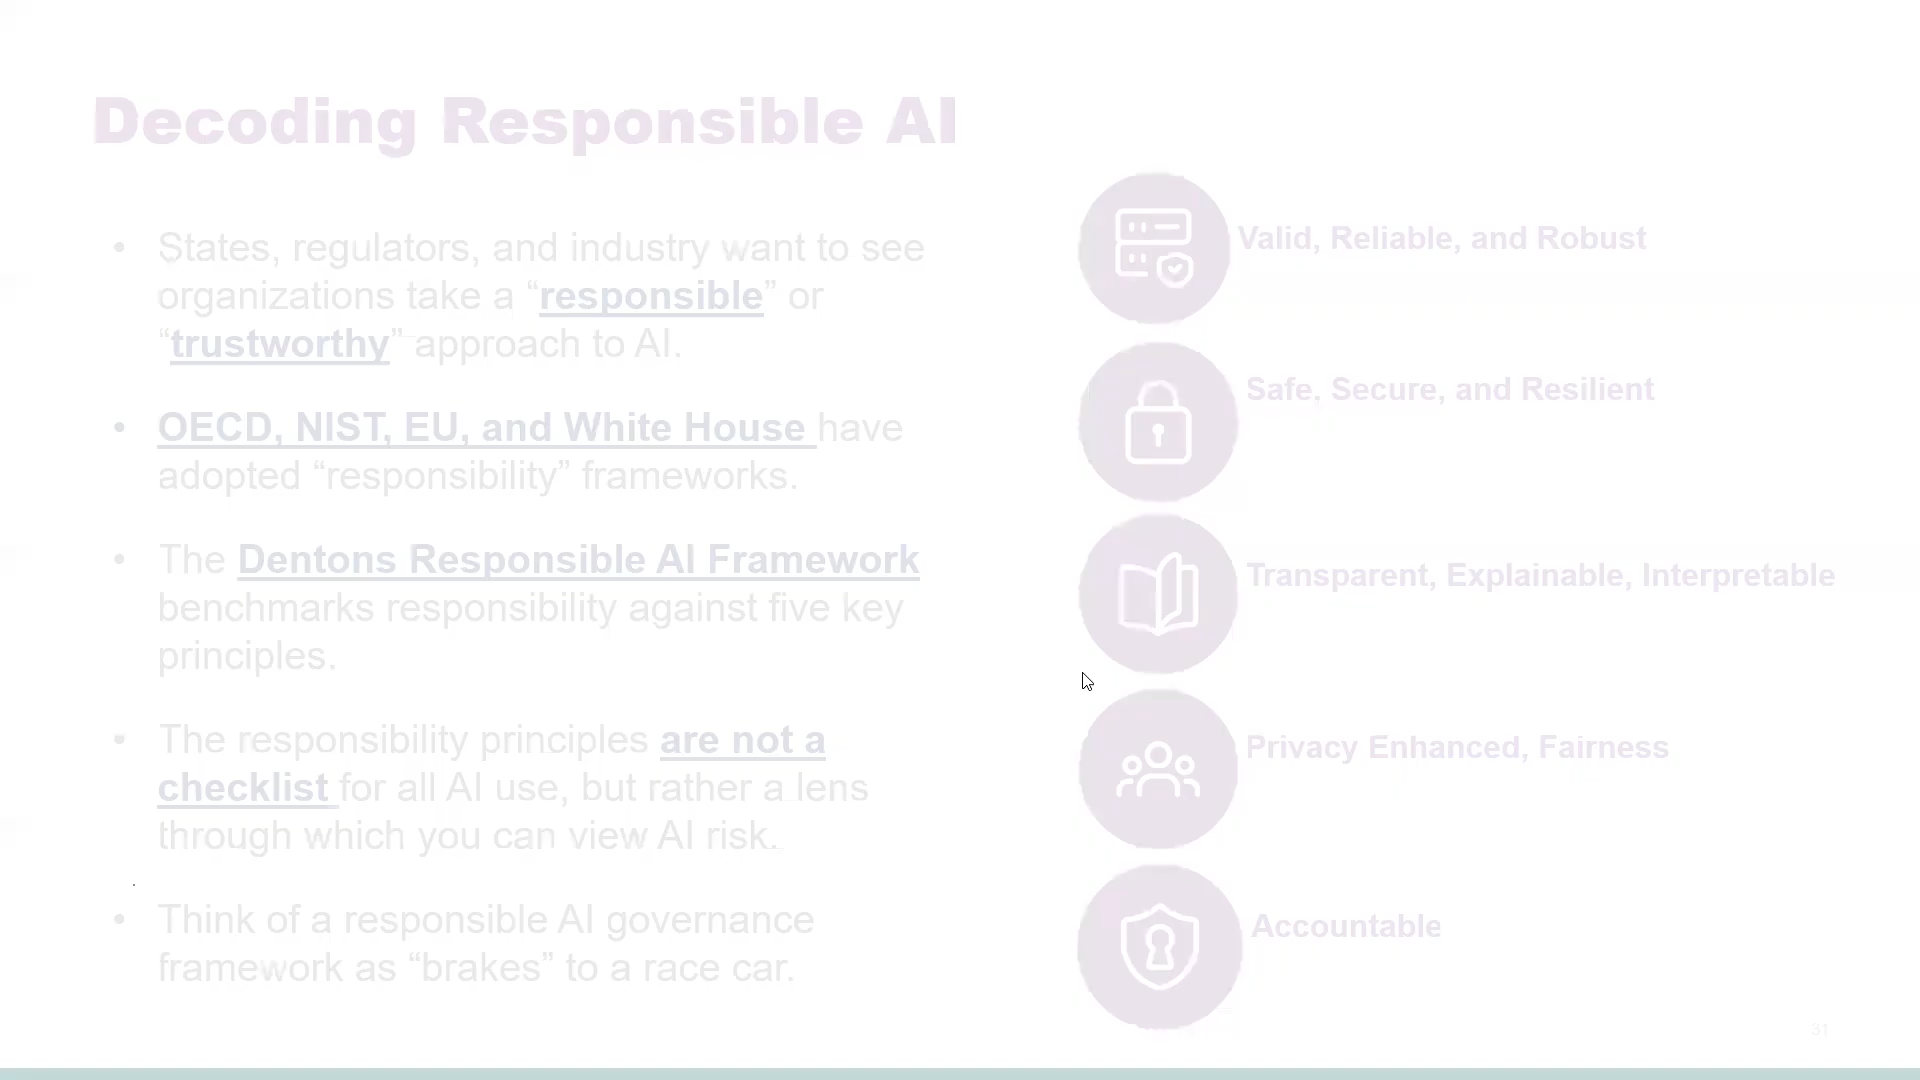 Decoding Responsible AI
• States, regulators, and industry want to see
organizations take a “responsible” or
“trustworthy” approach to AI.
• OECD, NIST, EU, and White House have
adopted “responsibility” frameworks.
• The Dentons Responsible AI Framework
benchmarks responsibility against five key
principles.
• The responsibility principles are not a
checklist for all AI use, but rather a lens
through which you can view AI risk.
• Think of a responsible AI governance
framework as “brakes” to a race car.
Valid, Reliable, and Robust
Safe, Secure, and Resilient
Transparent, Explainable, Interpretable
Privacy Enhanced, Fairness
Accountable
31